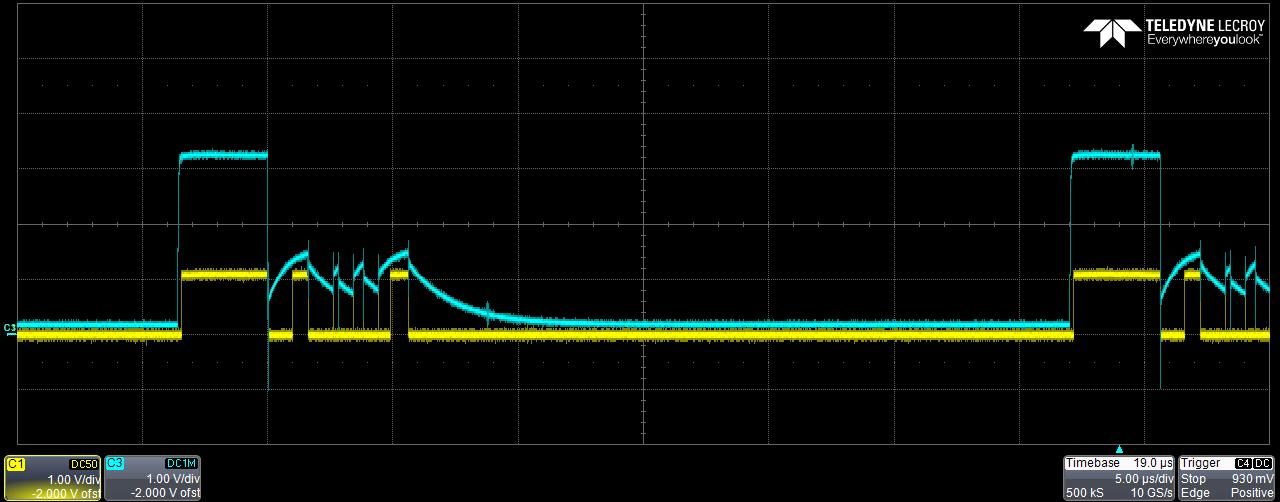 TELEDYNE LECROY
Everywhereyoulook™
C3
C1 DC50
1.00 V/div
-2.000 V ofst
C3 DC1M
1.00 V/div
-2.000 V ofst
Timebase 19.0 µs
5.00 µs/div
500 kS 10 GS/s
Trigger C4 DC
Stop 930 mV
Edge Positive